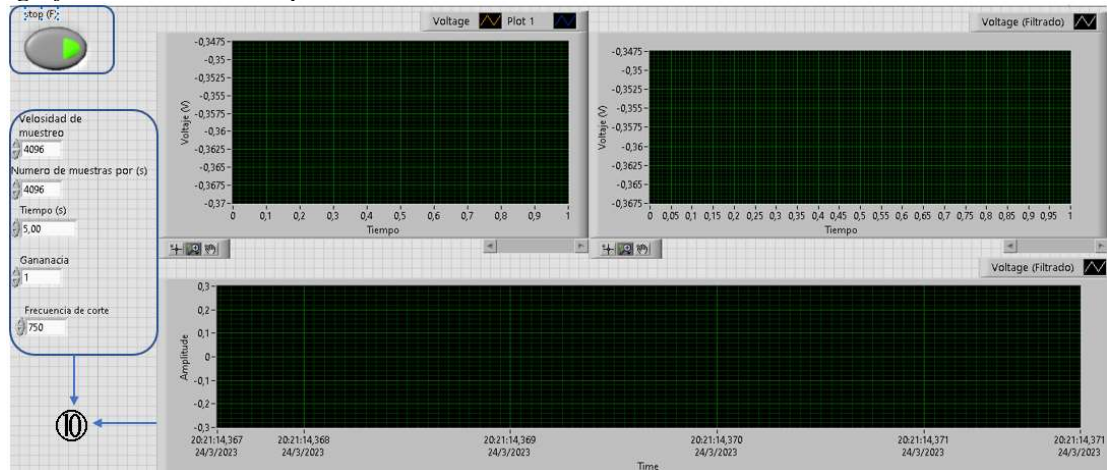 stop (F)
Velosidad de
muestreo
4096
Numero de muestras por (s)
4096
Tiempo (s)
5,00
Gananacia
1
Frecuencia de corte
750
⑩
Voltage Plot 1
Voltaje (V)
-0,3475
-0,35
-0,3525
-0,355
-0,3575
-0,36
-0,3625
-0,365
-0,3675
-0,37
0 0,1 0,2 0,3 0,4 0,5 0,6 0,7 0,8 0,9 1
Tiempo
Voltage (Filtrado)
Voltaje (V)
-0,3475
-0,35
-0,3525
-0,355
-0,3575
-0,36
-0,3625
-0,365
-0,3675
0 0,05 0,1 0,15 0,2 0,25 0,3 0,35 0,4 0,45 0,5 0,55 0,6 0,65 0,7 0,75 0,8 0,85 0,9 0,95 1
Tiempo
Voltage (Filtrado)
Amplitude
0,3
0,2
0,1
0
-0,1
-0,2
-0,3
20:21:14,367 20:21:14,368 20:21:14,369 20:21:14,370 20:21:14,371 20:21:14,371
24/3/2023 24/3/2023 24/3/2023 24/3/2023 24/3/2023 24/3/2023
Time